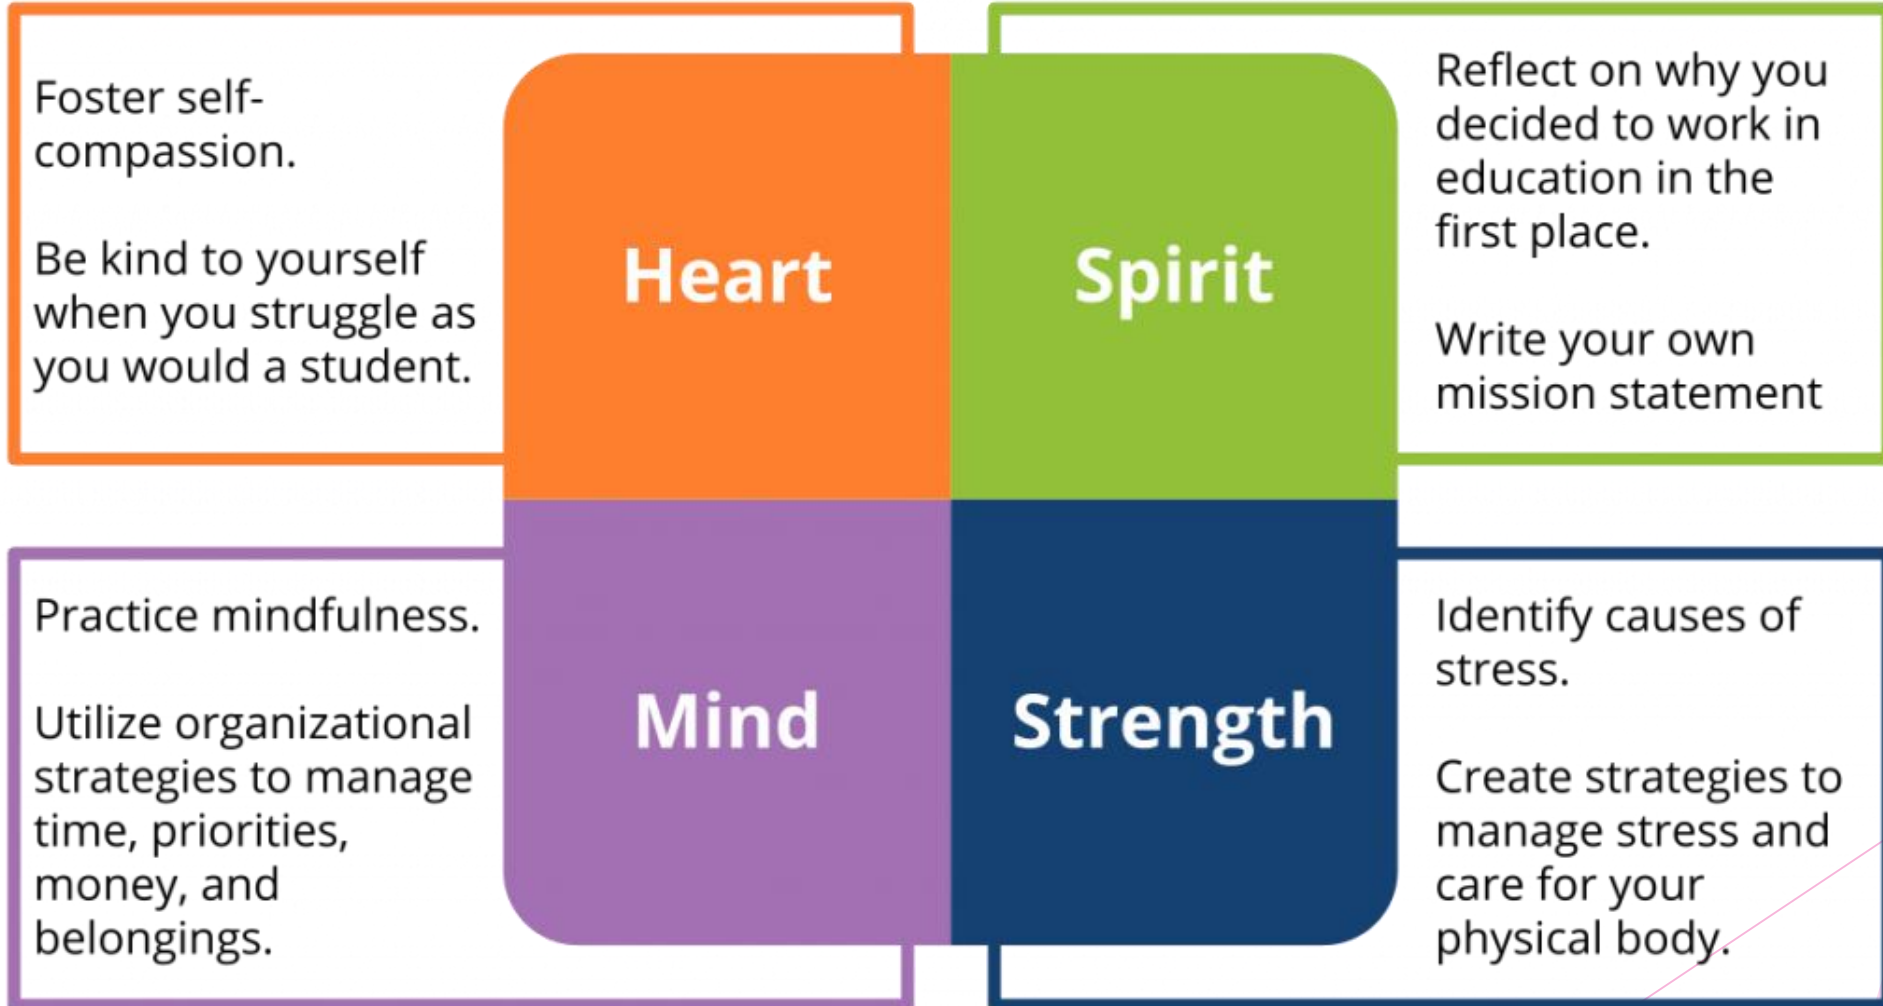 Foster self-
compassion.
Be kind to yourself
when you struggle as
you would a student.
Heart
Spirit
Reflect on why you
decided to work in
education in the
first place.
Write your own
mission statement
Practice mindfulness.
Utilize organizational
strategies to manage
time, priorities,
money, and
belongings.
Mind
Strength
Identify causes of
stress.
Create strategies to
manage stress and
care for your
physical body.